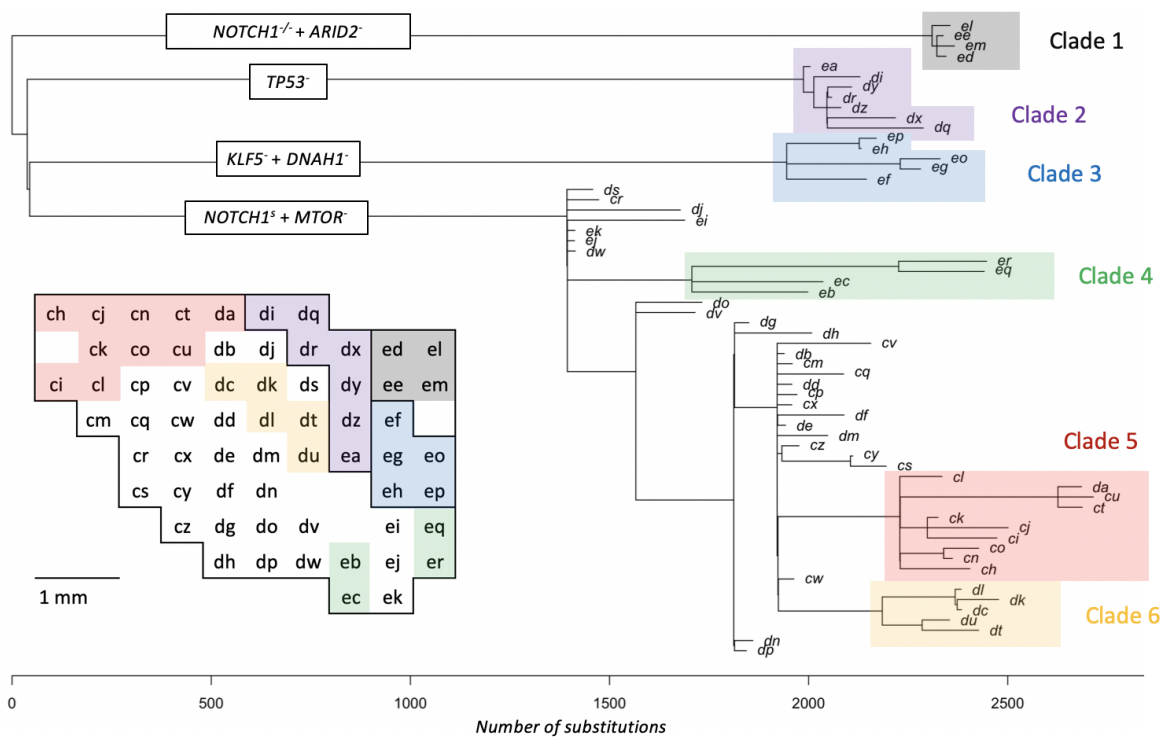 NOTCH1-/- + ARID2-
el
ee
em
ed
Clade 1
TP53-
ea
di
dy
dr
dz
dx
dq
Clade 2
KLF5- + DNAH1-
ep
eh
eo
eg
ef
Clade 3
NOTCH1s + MTOR-
ds
cr
dj
ei
ek
ej
dw
er
eq
ec
eb
Clade 4
do
dv
dg
dh
cv
db
cm
cq
dd
cp
cx
df
de
dm
cz
cy
cs
Clade 5
cl
da
cu
ct
ck
cj
ci
co
cn
ch
cw
dl
dk
dc
du
dt
Clade 6
dn
dp
ch cj cn ct da di dq
ck co cu db dj dr dx ed el
ci cl cp cv dc dk ds dy ee em
cm cq cw dd dl dt dz ef
cr cx de dm du ea eg eo
cs cy df dn eh ep
cz dg do dv ei eq
dh dp dw eb ej er
ec ek
1 mm
0 500 1000 1500 2000 2500
Number of substitutions